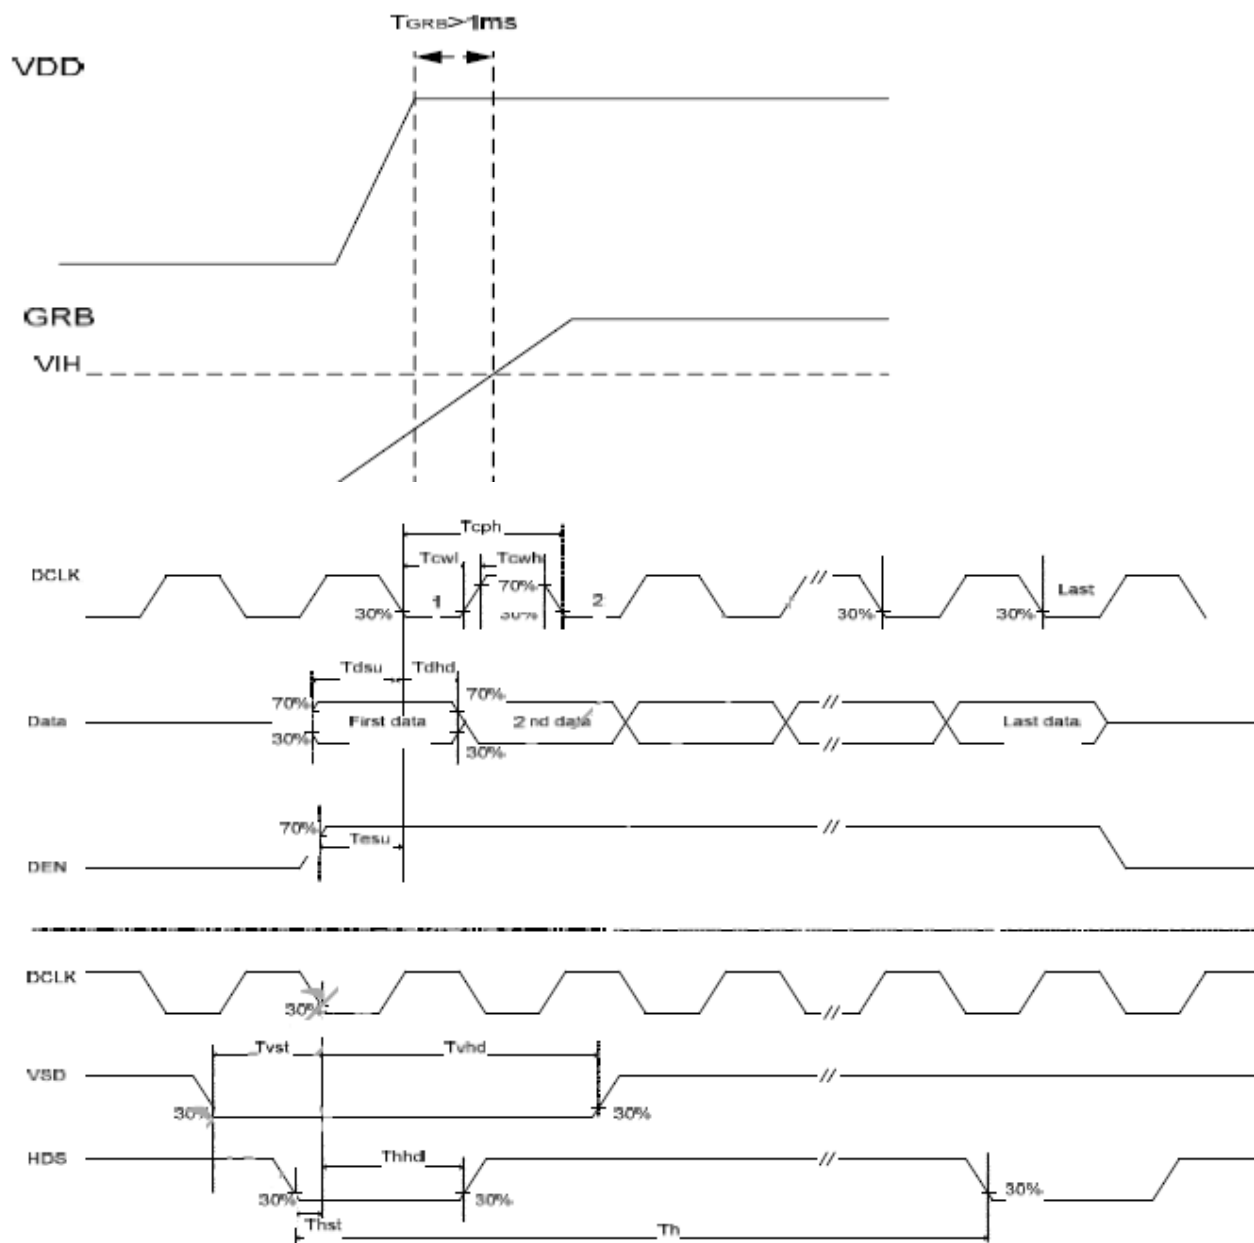 TGRB>1ms
VDD
GRB
VIH
Tcph
Tcwl Tcwh
DCLK 70%
30% 1 30% 2 30% 30% Last
Tdsu Tdhd
70% 70%
Data First data 2 nd data Last data
30% 30%
70% Tesu
DEN
DCLK
30%
Tvst Tvhd
VSD
30% 30%
HDS Thhd
30% 30% 30%
Thst Th